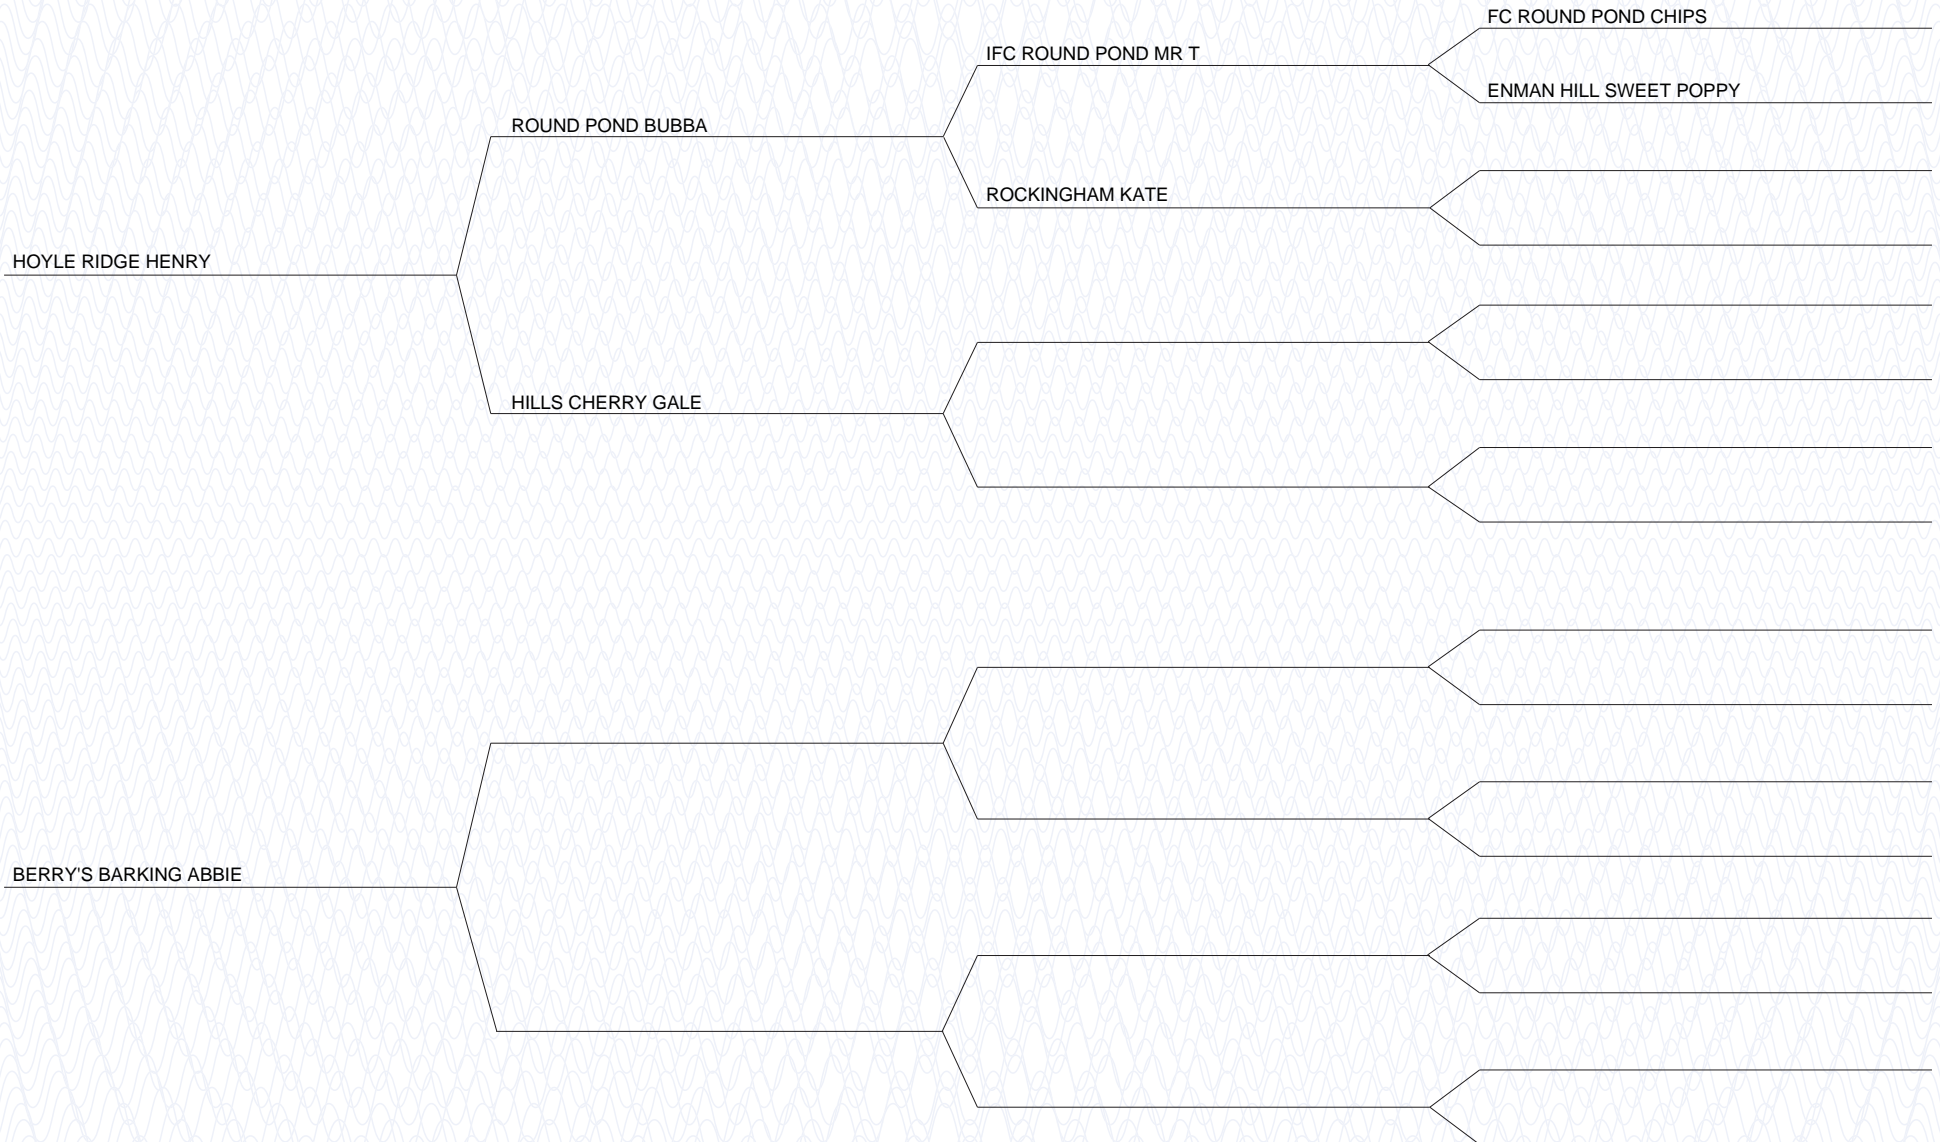 FC ROUND POND CHIPS
IFC ROUND POND MR T
ENMAN HILL SWEET POPPY
ROUND POND BUBBA
ROCKINGHAM KATE
HOYLE RIDGE HENRY
HILLS CHERRY GALE
BERRY'S BARKING ABBIE